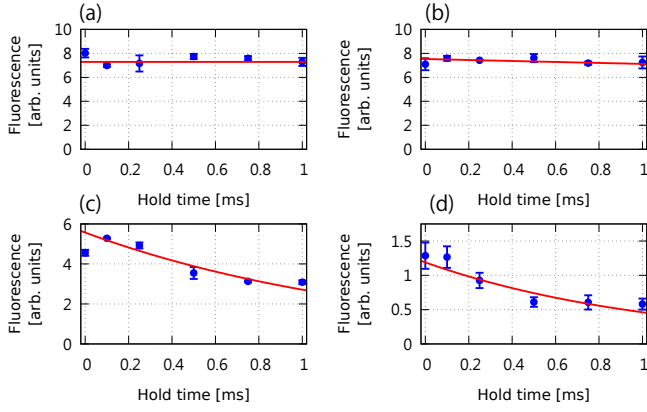 (a)
Fluorescence
[arb. units]
10
8
6
4
2
0
0 0.2 0.4 0.6 0.8 1
Hold time [ms]
(b)
Fluorescence
[arb. units]
10
8
6
4
2
0
0 0.2 0.4 0.6 0.8 1
Hold time [ms]
(c)
Fluorescence
[arb. units]
6
4
2
0
0 0.2 0.4 0.6 0.8 1
Hold time [ms]
(d)
Fluorescence
[arb. units]
1.5
1
0.5
0
0 0.2 0.4 0.6 0.8 1
Hold time [ms]